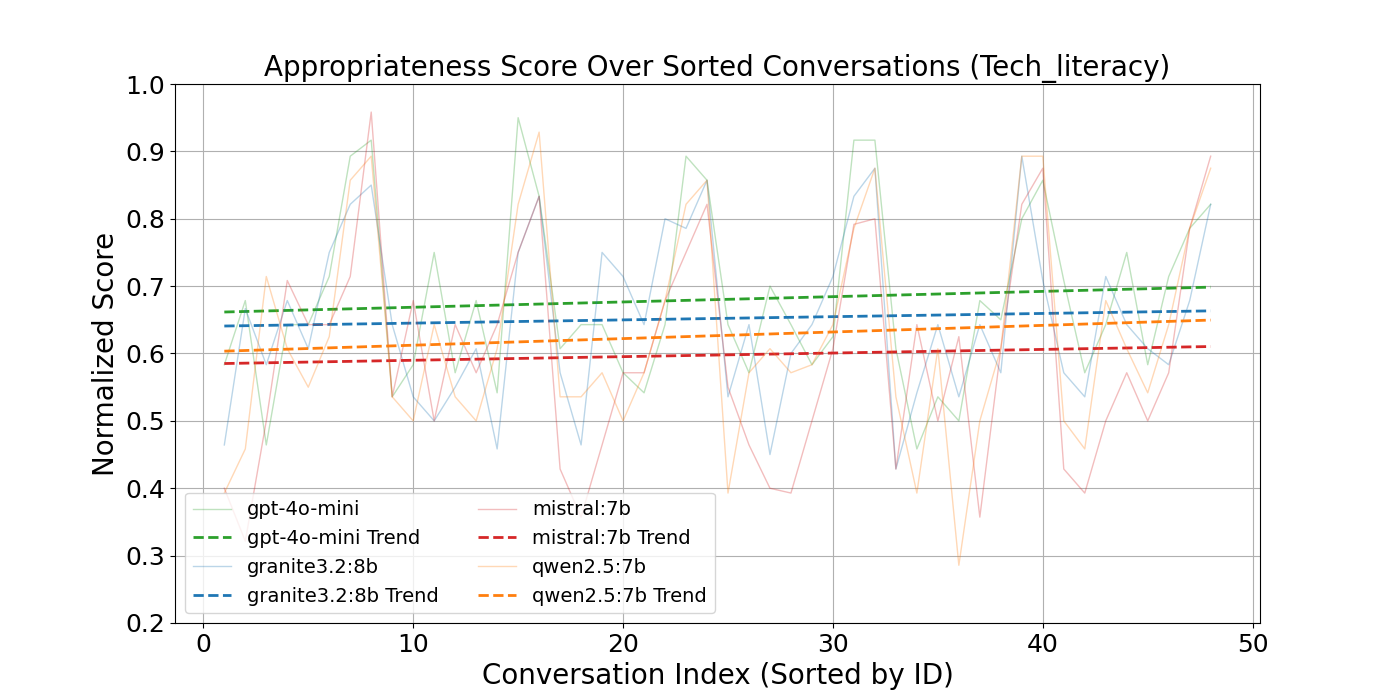 Appropriateness Score Over Sorted Conversations (Tech_literacy)
1.0
0.9
0.8
0.7
0.6
0.5
0.4
0.3
0.2
Normalized Score
gpt-4o-mini
gpt-4o-mini Trend
granite3.2:8b
granite3.2:8b Trend
mistral:7b
mistral:7b Trend
qwen2.5:7b
qwen2.5:7b Trend
0 10 20 30 40 50
Conversation Index (Sorted by ID)